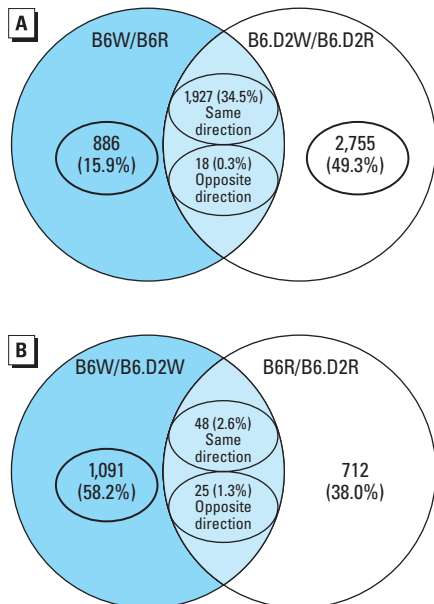 A
B6W/B6R
B6.D2W/B6.D2R
1,927 (34.5%)
Same
direction
886
(15.9%)
18 (0.3%)
Opposite
direction
2,755
(49.3%)
B
B6W/B6.D2W
B6R/B6.D2R
48 (2.6%)
Same
direction
1,091
(58.2%)
25 (1.3%)
Opposite
direction
712
(38.0%)